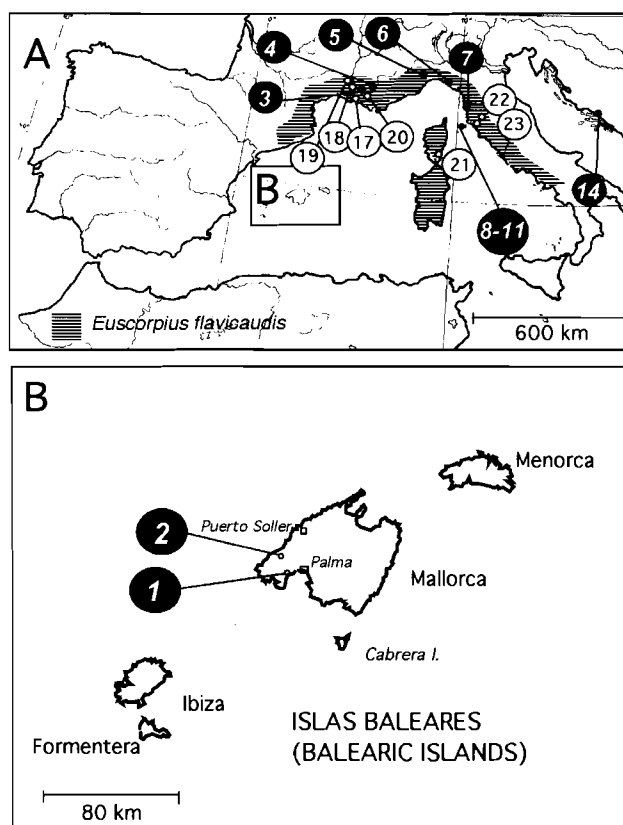 A
4
5
6
7
3
22
23
19
18
17
20
21
14
8-11
B
Euscorpius flavicaudis
600 km
B
Menorca
Puerto Soller
2
Palma
1
Mallorca
Cabrera I.
Ibiza
Formentera
ISLAS BALEARES
(BALEARIC ISLANDS)
80 km